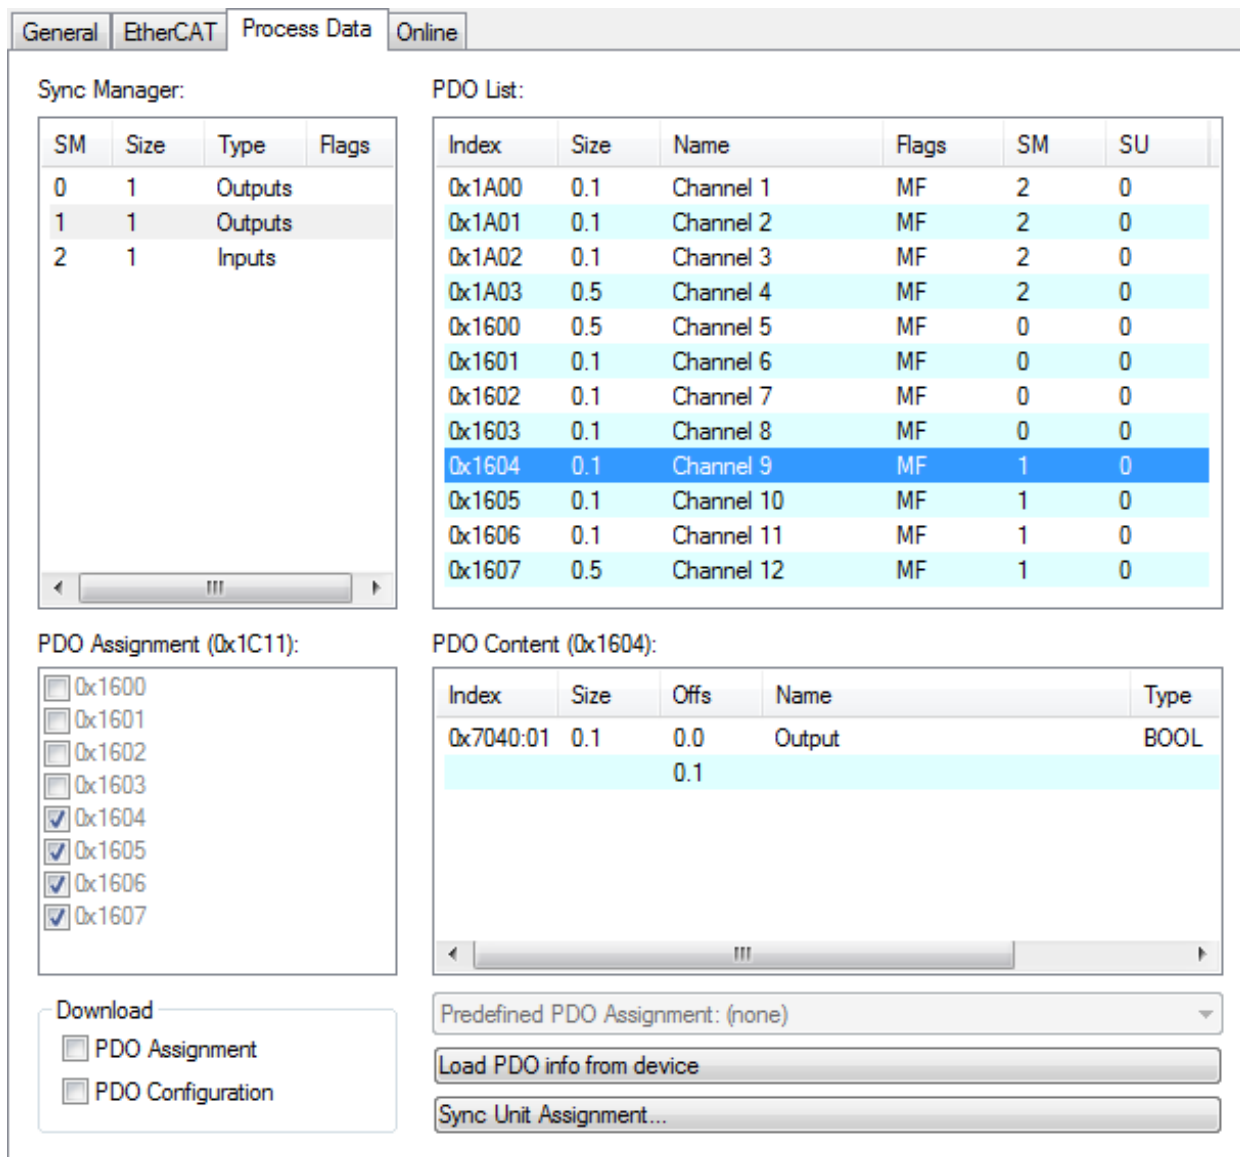 General EtherCAT Process Data Online
Sync Manager:
SM Size Type Flags
0 1 Outputs
1 1 Outputs
2 1 Inputs
PDO List:
Index Size Name Flags SM SU
0x1A00 0.1 Channel 1 MF 2 0
0x1A01 0.1 Channel 2 MF 2 0
0x1A02 0.1 Channel 3 MF 2 0
0x1A03 0.5 Channel 4 MF 2 0
0x1600 0.5 Channel 5 MF 0 0
0x1601 0.1 Channel 6 MF 0 0
0x1602 0.1 Channel 7 MF 0 0
0x1603 0.1 Channel 8 MF 0 0
0x1604 0.1 Channel 9 MF 1 0
0x1605 0.1 Channel 10 MF 1 0
0x1606 0.1 Channel 11 MF 1 0
0x1607 0.5 Channel 12 MF 1 0
PDO Assignment (0x1C11):
0x1600
0x1601
0x1602
0x1603
0x1604
0x1605
0x1606
0x1607
PDO Content (0x1604):
Index Size Offs Name Type
0x7040:01 0.1 0.0 Output BOOL
0.1
Download
PDO Assignment
PDO Configuration
Predefined PDO Assignment: (none)
Load PDO info from device
Sync Unit Assignment...